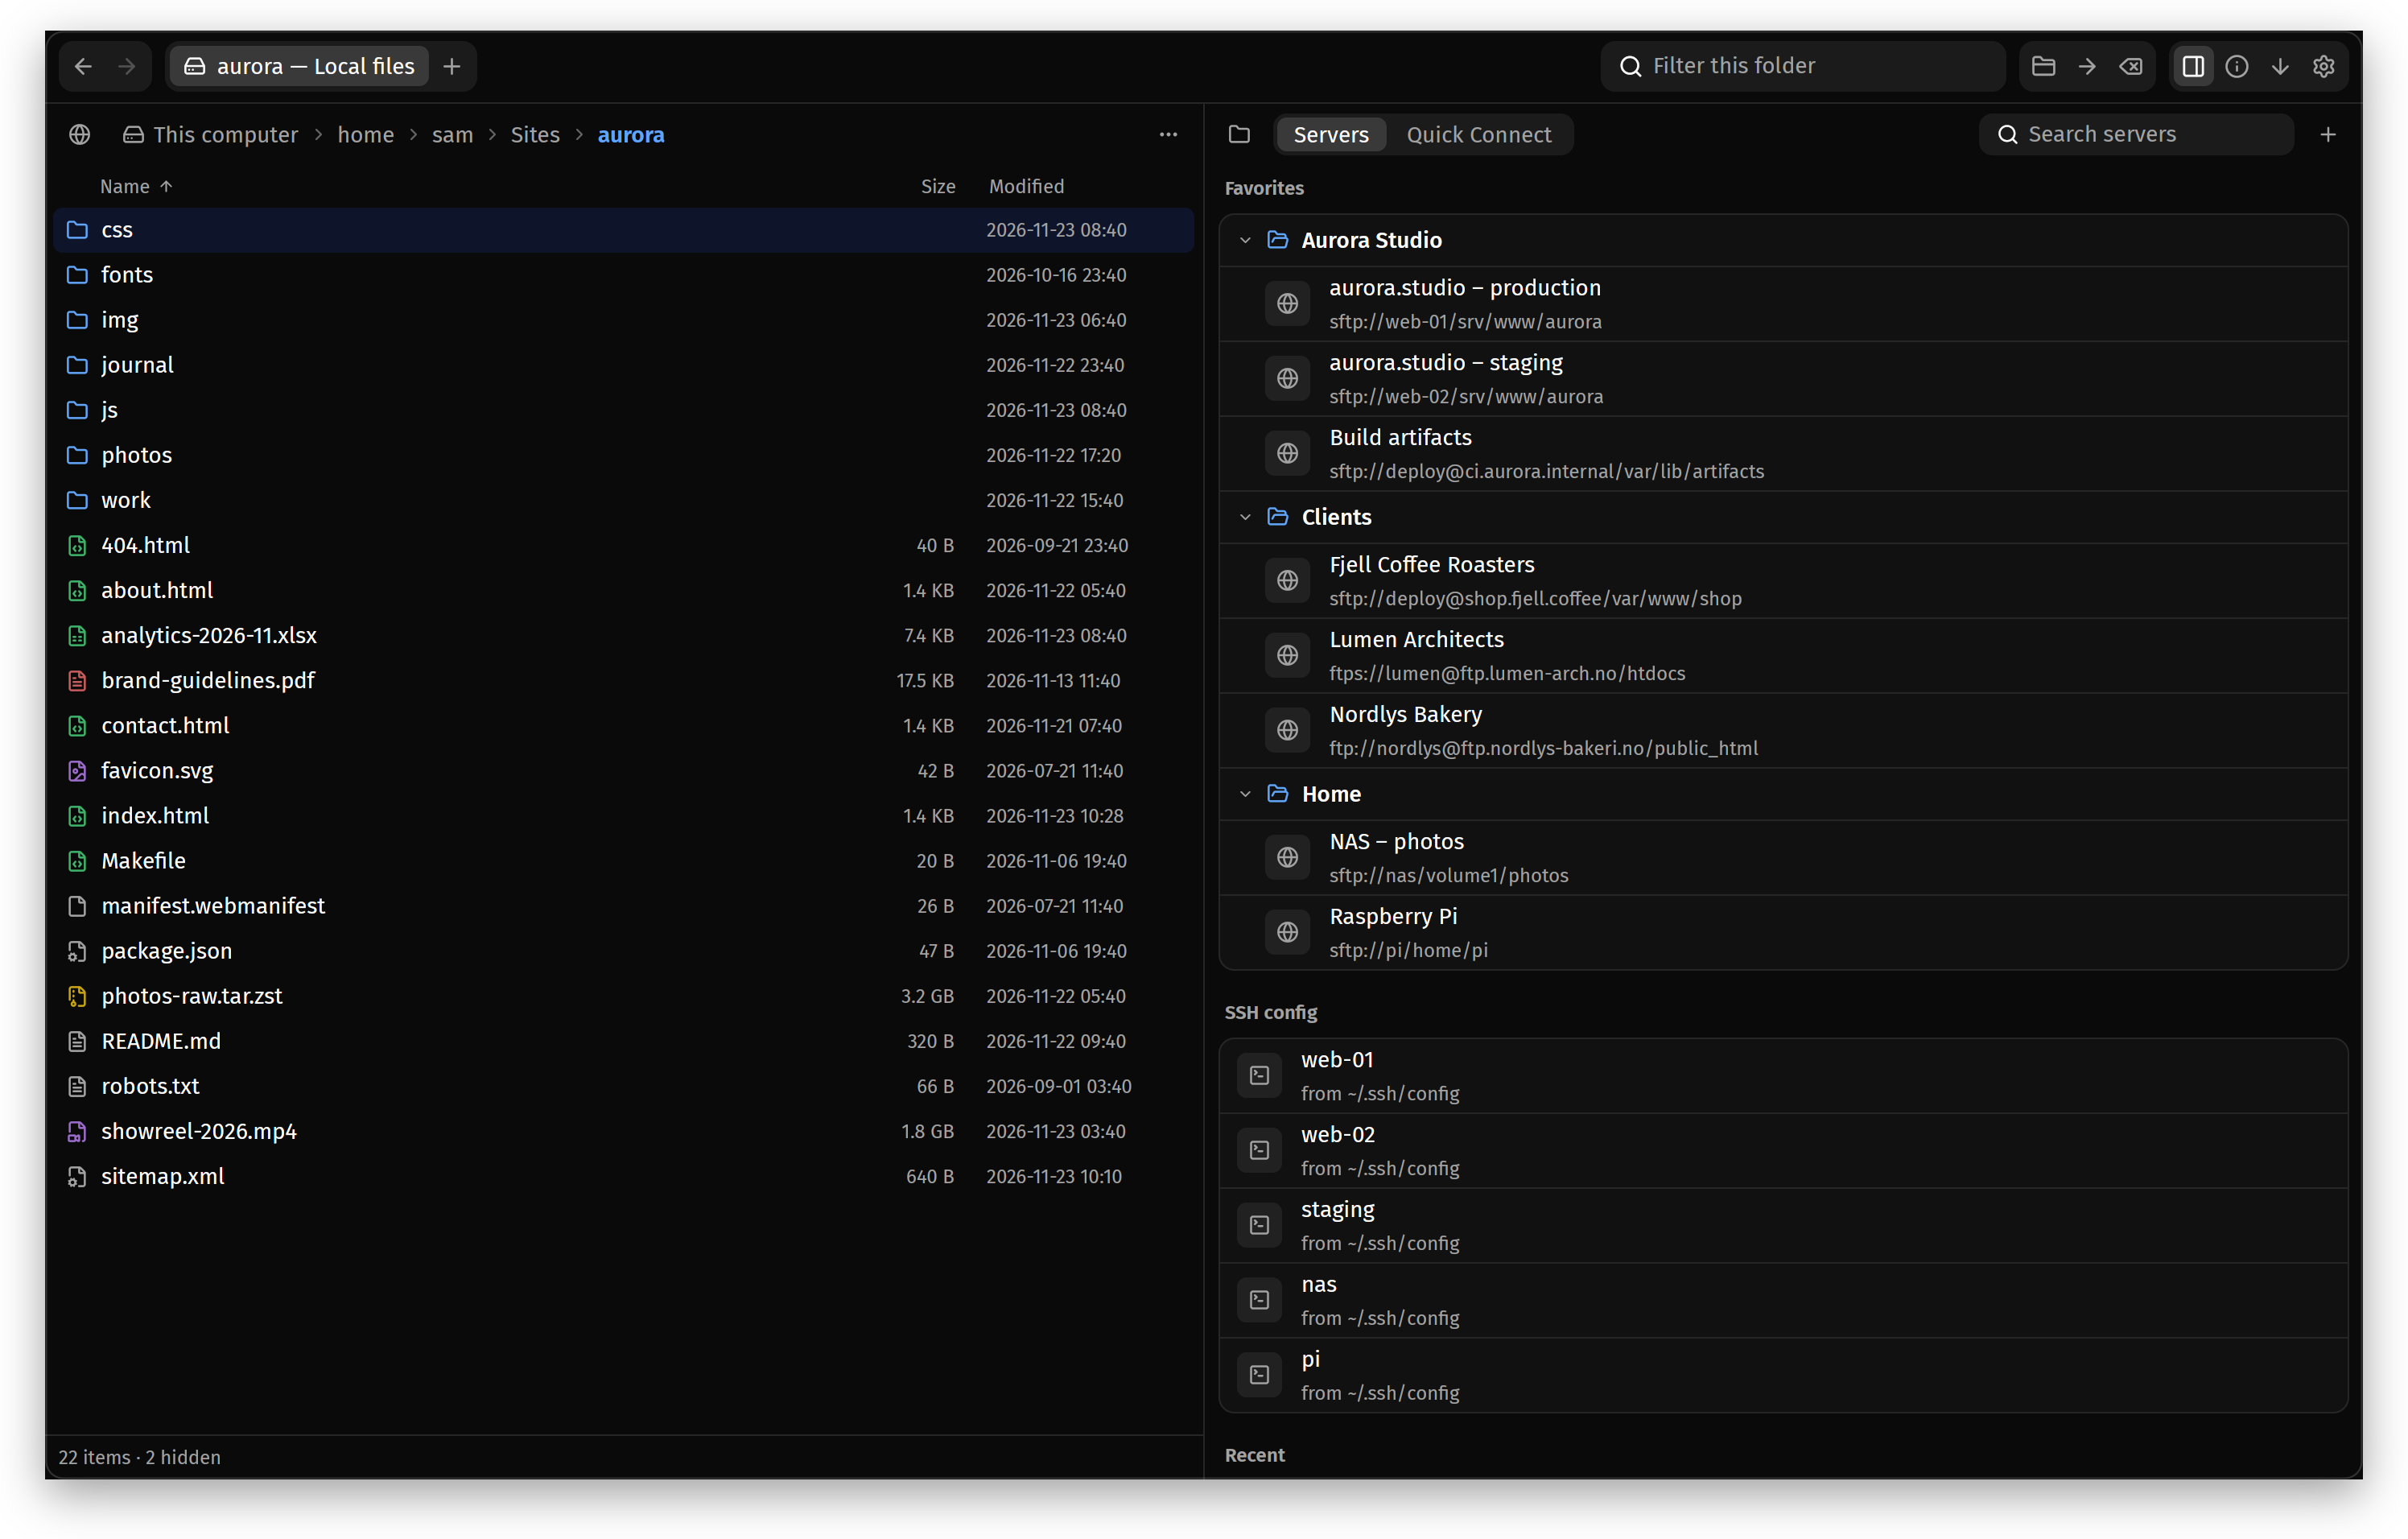 aurora — Local files
Filter this folder
This computer > home > sam > Sites > aurora
Name Size Modified
css 2026-11-23 08:40
fonts 2026-10-16 23:40
img 2026-11-23 06:40
journal 2026-11-22 23:40
js 2026-11-23 08:40
photos 2026-11-22 17:20
work 2026-11-22 15:40
404.html 40 B 2026-09-21 23:40
about.html 1.4 KB 2026-11-22 05:40
analytics-2026-11.xlsx 7.4 KB 2026-11-23 08:40
brand-guidelines.pdf 17.5 KB 2026-11-13 11:40
contact.html 1.4 KB 2026-11-21 07:40
favicon.svg 42 B 2026-07-21 11:40
index.html 1.4 KB 2026-11-23 10:28
Makefile 20 B 2026-11-06 19:40
manifest.webmanifest 26 B 2026-07-21 11:40
package.json 47 B 2026-11-06 19:40
photos-raw.tar.zst 3.2 GB 2026-11-22 05:40
README.md 320 B 2026-11-22 09:40
robots.txt 66 B 2026-09-01 03:40
showreel-2026.mp4 1.8 GB 2026-11-23 03:40
sitemap.xml 640 B 2026-11-23 10:10
22 items · 2 hidden
Servers Quick Connect
Search servers
Favorites
Aurora Studio
aurora.studio – production
sftp://web-01/srv/www/aurora
aurora.studio – staging
sftp://web-02/srv/www/aurora
Build artifacts
sftp://deploy@ci.aurora.internal/var/lib/artifacts
Clients
Fjell Coffee Roasters
sftp://deploy@shop.fjell.coffee/var/www/shop
Lumen Architects
ftps://lumen@ftp.lumen-arch.no/htdocs
Nordlys Bakery
ftp://nordlys@ftp.nordlys-bakeri.no/public_html
Home
NAS – photos
sftp://nas/volume1/photos
Raspberry Pi
sftp://pi/home/pi
SSH config
web-01
from ~/.ssh/config
web-02
from ~/.ssh/config
staging
from ~/.ssh/config
nas
from ~/.ssh/config
pi
from ~/.ssh/config
Recent